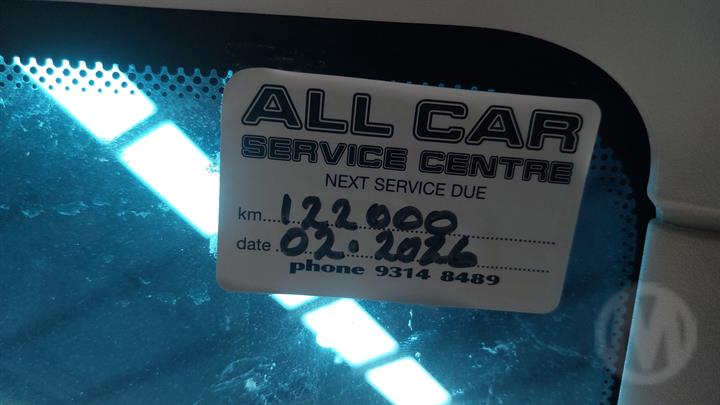 ALL CAR
SERVICE CENTRE
NEXT SERVICE DUE
km....122000....
date .02.2026....
phone 9314 8489
M